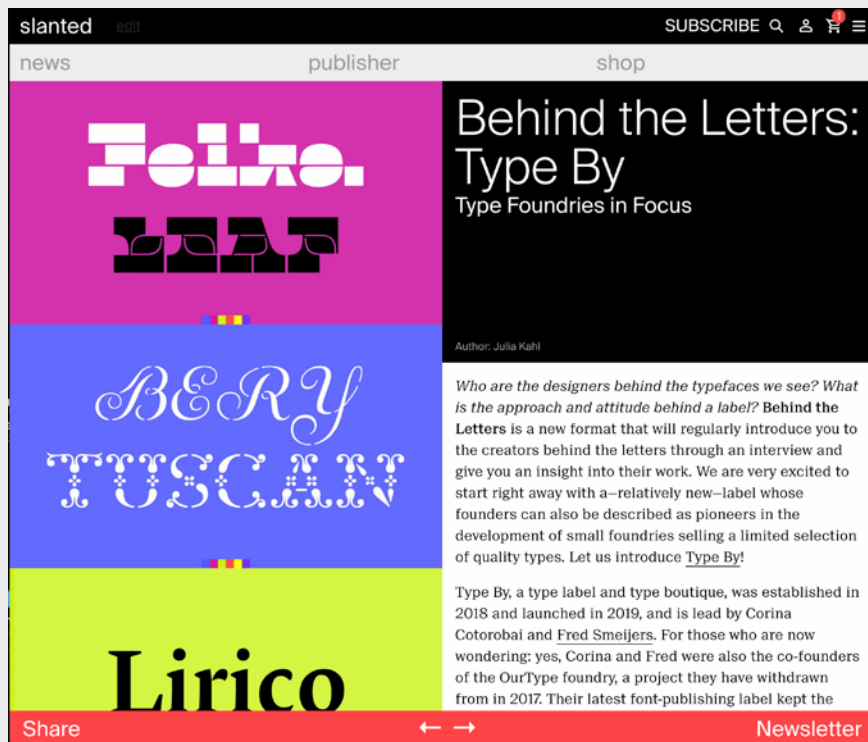 slanted edit SUBSCRIBE 1
news publisher shop
Folka
LEAF
BERY
TUSCAN
Lirico
Behind the Letters:
Type By
Type Foundries in Focus
Author: Julia Kahl
Who are the designers behind the typefaces we see? What
is the approach and attitude behind a label? Behind the
Letters is a new format that will regularly introduce you to
the creators behind the letters through an interview and
give you an insight into their work. We are very excited to
start right away with a—relatively new—label whose
founders can also be described as pioneers in the
development of small foundries selling a limited selection
of quality types. Let us introduce Type By!
Type By, a type label and type boutique, was established in
2018 and launched in 2019, and is lead by Corina
Cotorobai and Fred Smeijers. For those who are now
wondering: yes, Corina and Fred were also the co-founders
of the OurType foundry, a project they have withdrawn
from in 2017. Their latest font-publishing label kept the
Share ← → Newsletter